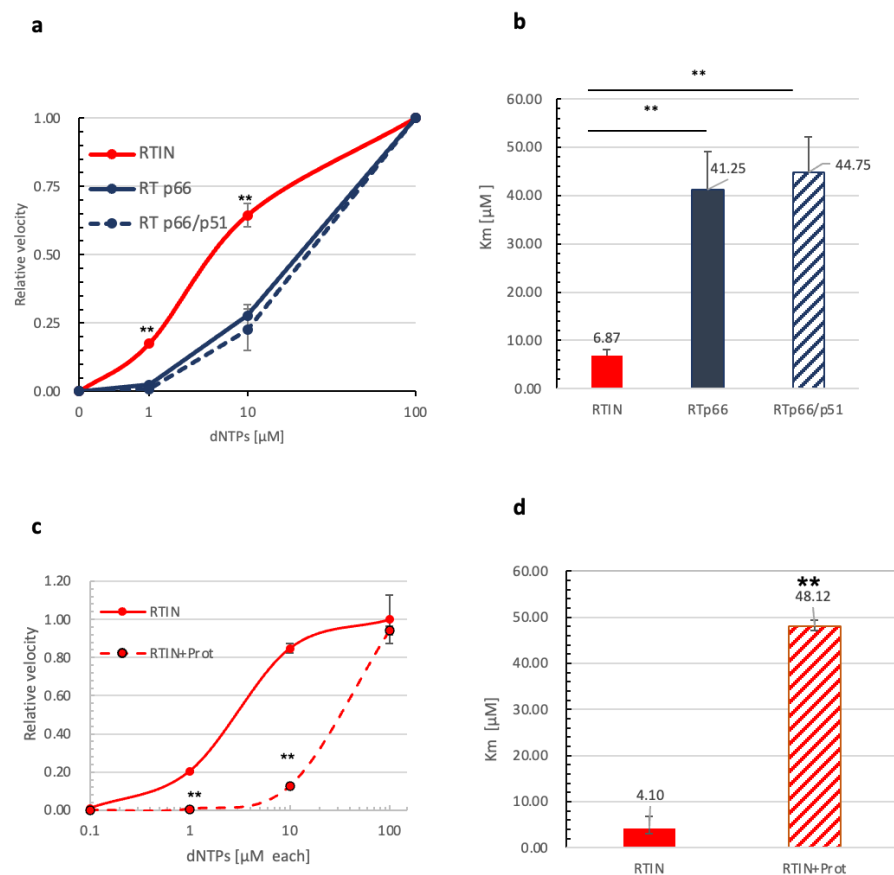 a
Relative velocity
1.00
0.75
0.50
0.25
0.00
RTIN
RT p66
RT p66/p51
**
**
0
1
10
100
dNTPs [µM]
b
**
**
Km [µM ]
60.00
50.00
40.00
30.00
20.00
10.00
0.00
6.87
41.25
44.75
RTIN
RTp66
RTp66/p51
c
Relative velocity
1.20
1.00
0.80
0.60
0.40
0.20
0.00
RTIN
RTIN+Prot
**
**
0.1
1
10
100
dNTPs [µM each]
d
Km [µM]
60.00
50.00
40.00
30.00
20.00
10.00
0.00
**
48.12
4.10
RTIN
RTIN+Prot